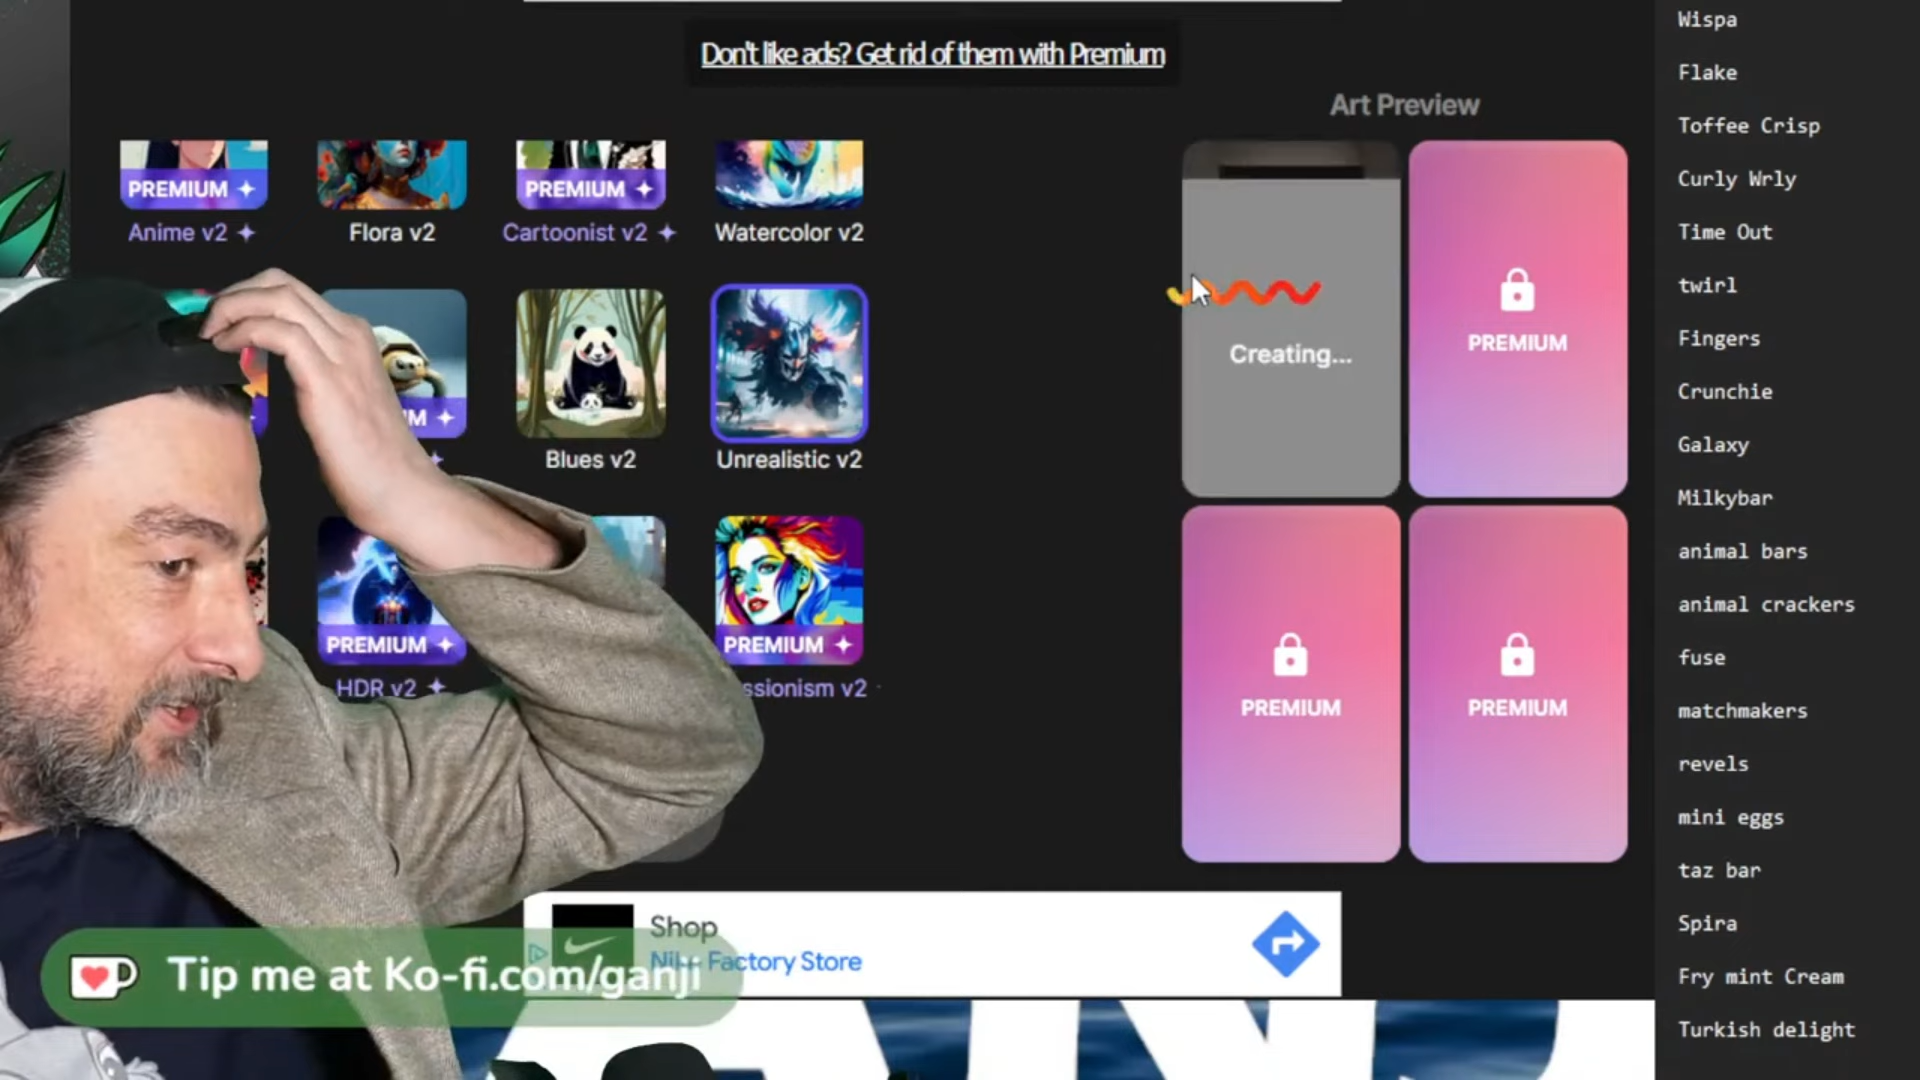 Don't like ads? Get rid of them with Premium
Art Preview
PREMIUM
PREMIUM
Anime v2
Flora v2
Cartoonist v2
Watercolor v2
Creating...
PREMIUM
Blues v2
Unrealistic v2
PREMIUM
PREMIUM
HDR v2
ssionism v2
PREMIUM
PREMIUM
Shop
Factory Store
Tip me at Ko-fi.com/ganji
Wispa
Flake
Toffee Crisp
Curly Wrly
Time Out
twirl
Fingers
Crunchie
Galaxy
Milkybar
animal bars
animal crackers
fuse
matchmakers
revels
mini eggs
taz bar
Spira
Fry mint Cream
Turkish delight